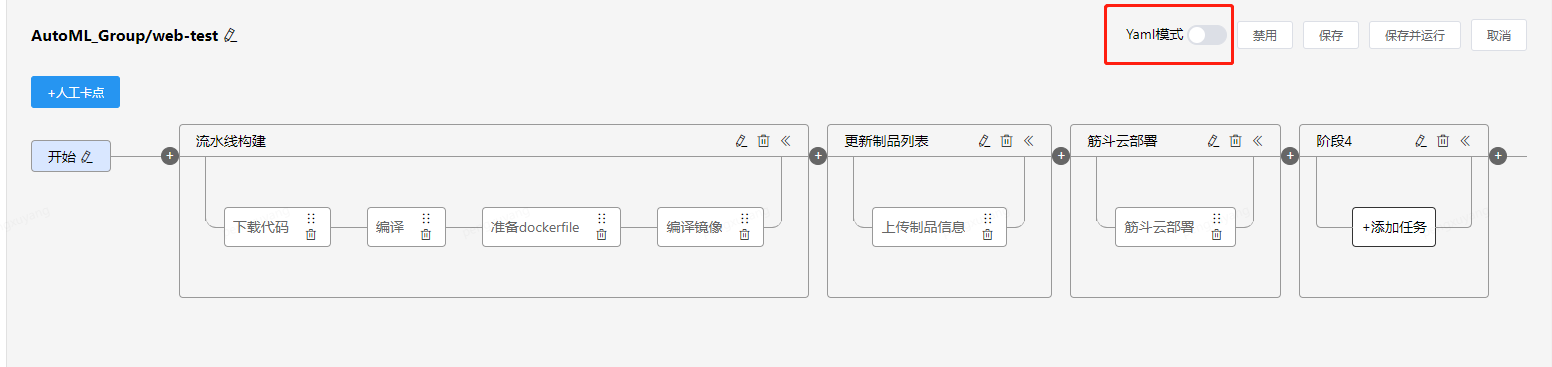 AutoML_Group/web-test
Yaml模式 禁用 保存 保存并运行 取消
+人工卡点
开始
流水线构建 更新制品列表 筋斗云部署 阶段4
下载代码 编译 准备dockerfile 编译镜像 上传制品信息 筋斗云部署 +添加任务